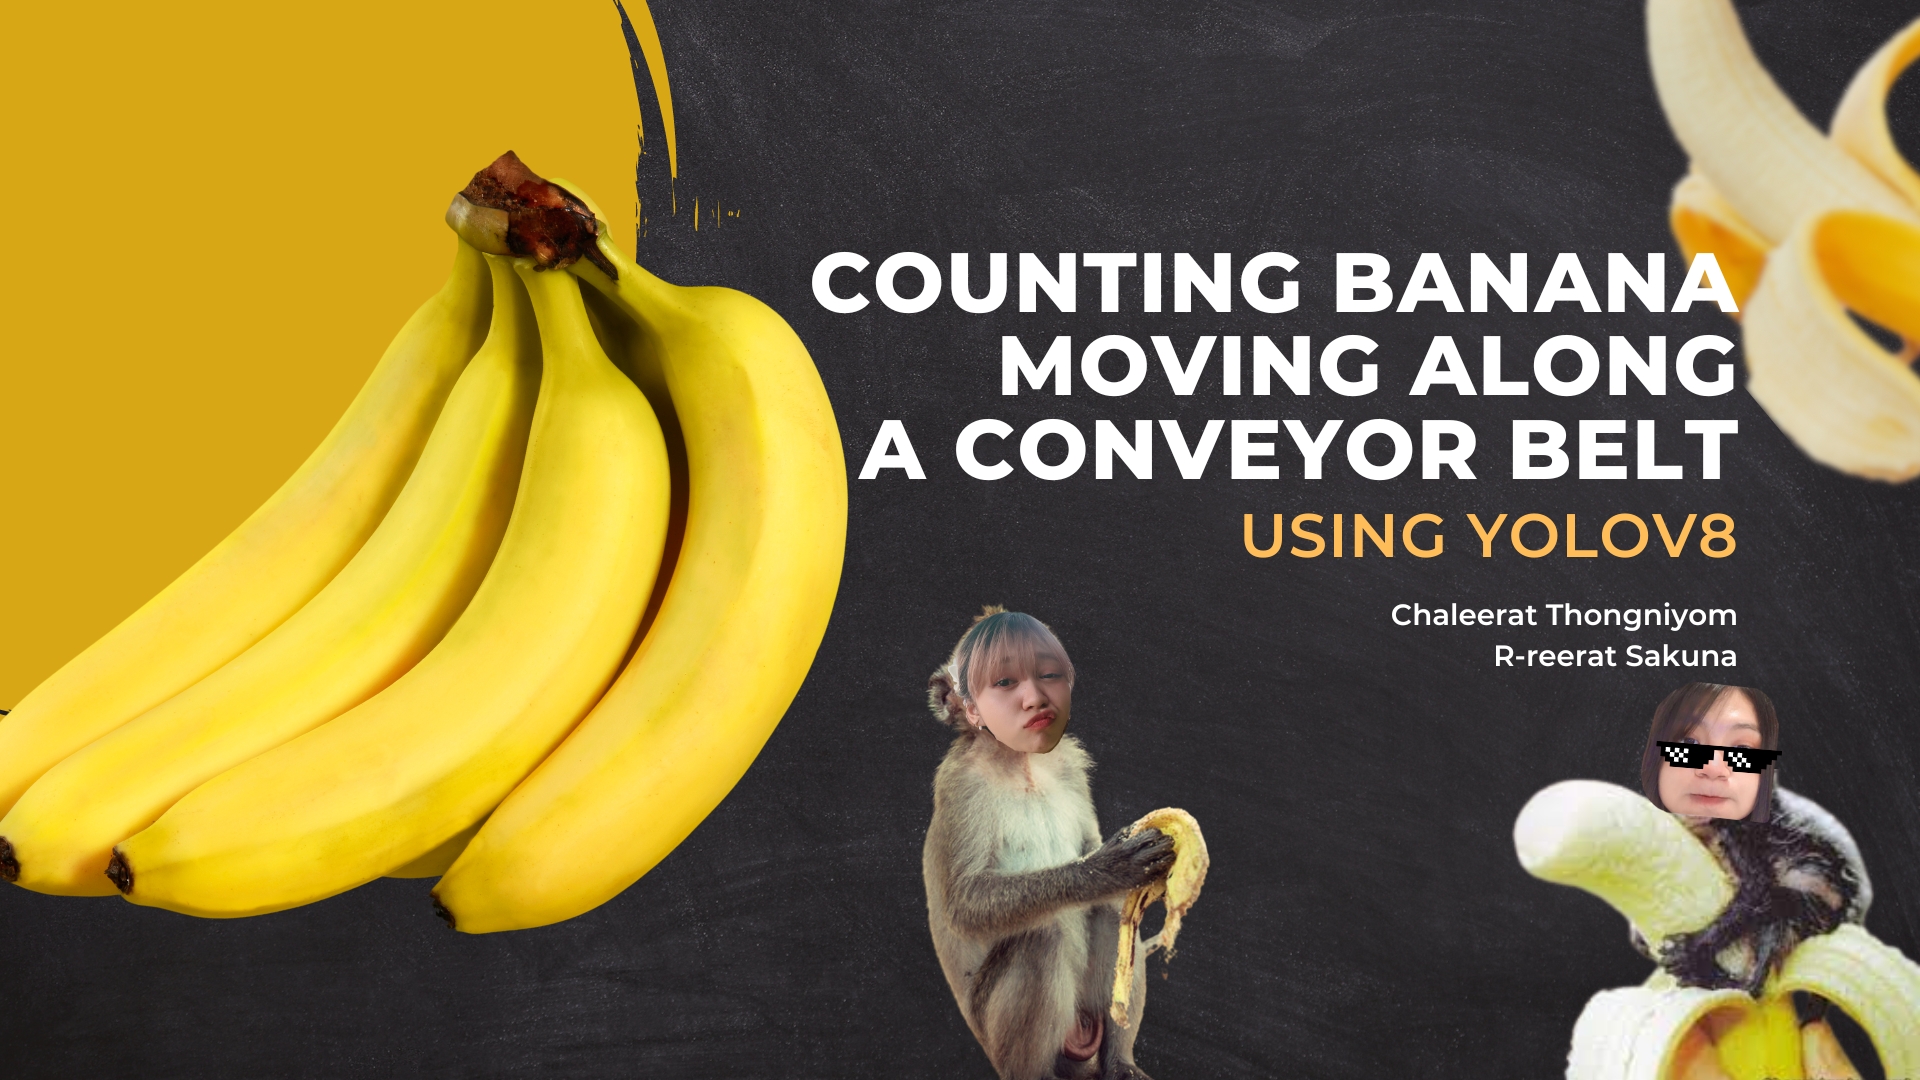 COUNTING BANANA
MOVING ALONG
A CONVEYOR BELT
USING YOLOV8
Chaleerat Thongniyom
R-reerat Sakuna